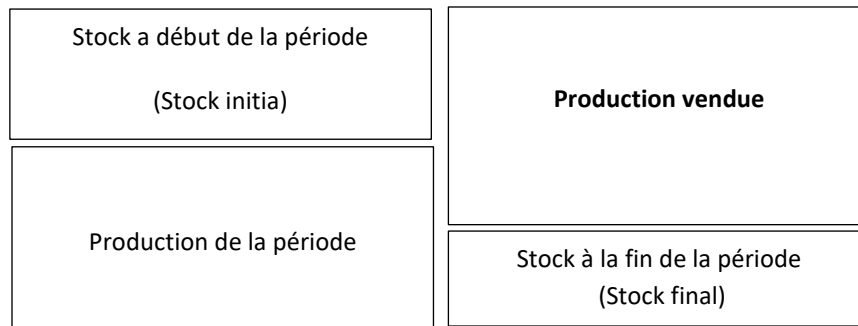 Stock a début de la période
(Stock initia)
Production de la période
Production vendue
Stock à la fin de la période
(Stock final)